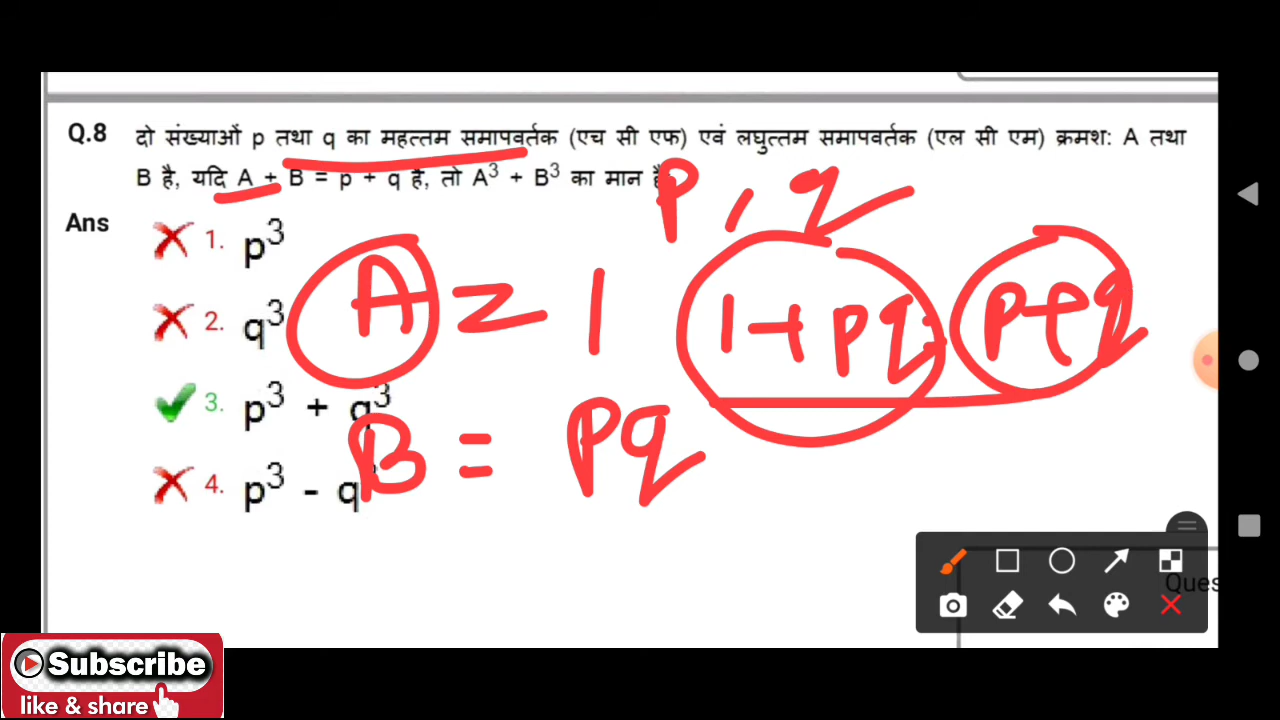 Q.8 दो संख्याओं p तथा q का महत्तम समापवर्तक (एच सी एफ) एवं लघुत्तम समापवर्तक (एल सी एम) क्रमश: A तथा
B है, यदि A + B = p + q है, तो A³ + B³ का मान है
p, q
Ans
1. p³
2. q³
3. p³ + q³
4. p³ - q
A = 1
1+pq = p+q
B = pq
Ques
Subscribe
like & share